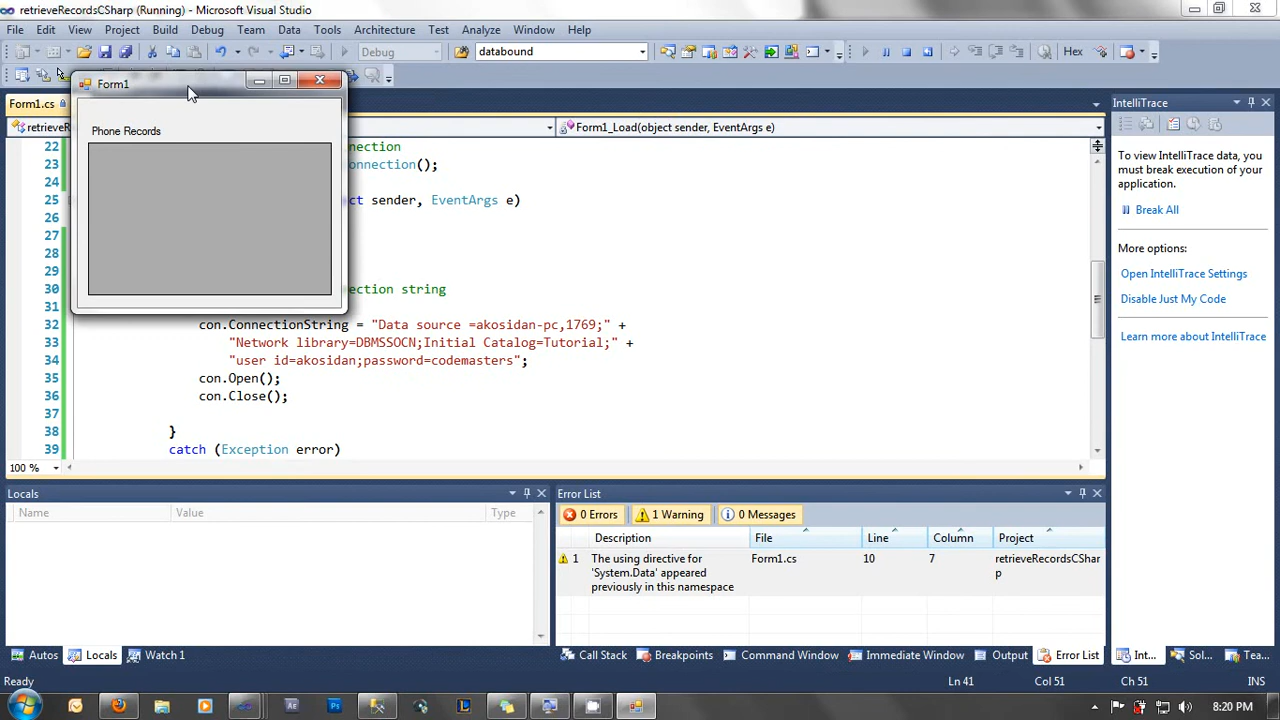 retrieveRecordsCSharp (Running) - Microsoft Visual Studio
File Edit View Project Build Debug Team Data Tools Architecture Test Analyze Window Help
Debug databound Hex
Form1
Form1.cs
Phone Records
retrieveR Form1_Load(object sender, EventArgs e)
22 nnection
23 onnection();
24
25 ct sender, EventArgs e)
26
27
28
29
30 ection string
31
32 con.ConnectionString = "Data source =akosidan-pc,1769;" +
33 "Network library=DBMSSOCN;Initial Catalog=Tutorial;" +
34 "user id=akosidan;password=codemasters";
35 con.Open();
36 con.Close();
37
38 }
39 catch (Exception error)
100 %
IntelliTrace
To view IntelliTrace data, you
must break execution of your
application.
Break All
More options:
Open IntelliTrace Settings
Disable Just My Code
Learn more about IntelliTrace
Locals
Name Value Type
Error List
0 Errors 1 Warning 0 Messages
Description File Line Column Project
1 The using directive for
'System.Data' appeared
previously in this namespace
Form1.cs 10 7 retrieveRecordsCShar
p
Autos Locals Watch 1
Call Stack Breakpoints Command Window Immediate Window Output Error List
Int... Sol... Tea...
Ready Ln 41 Col 51 Ch 51 INS
8:20 PM